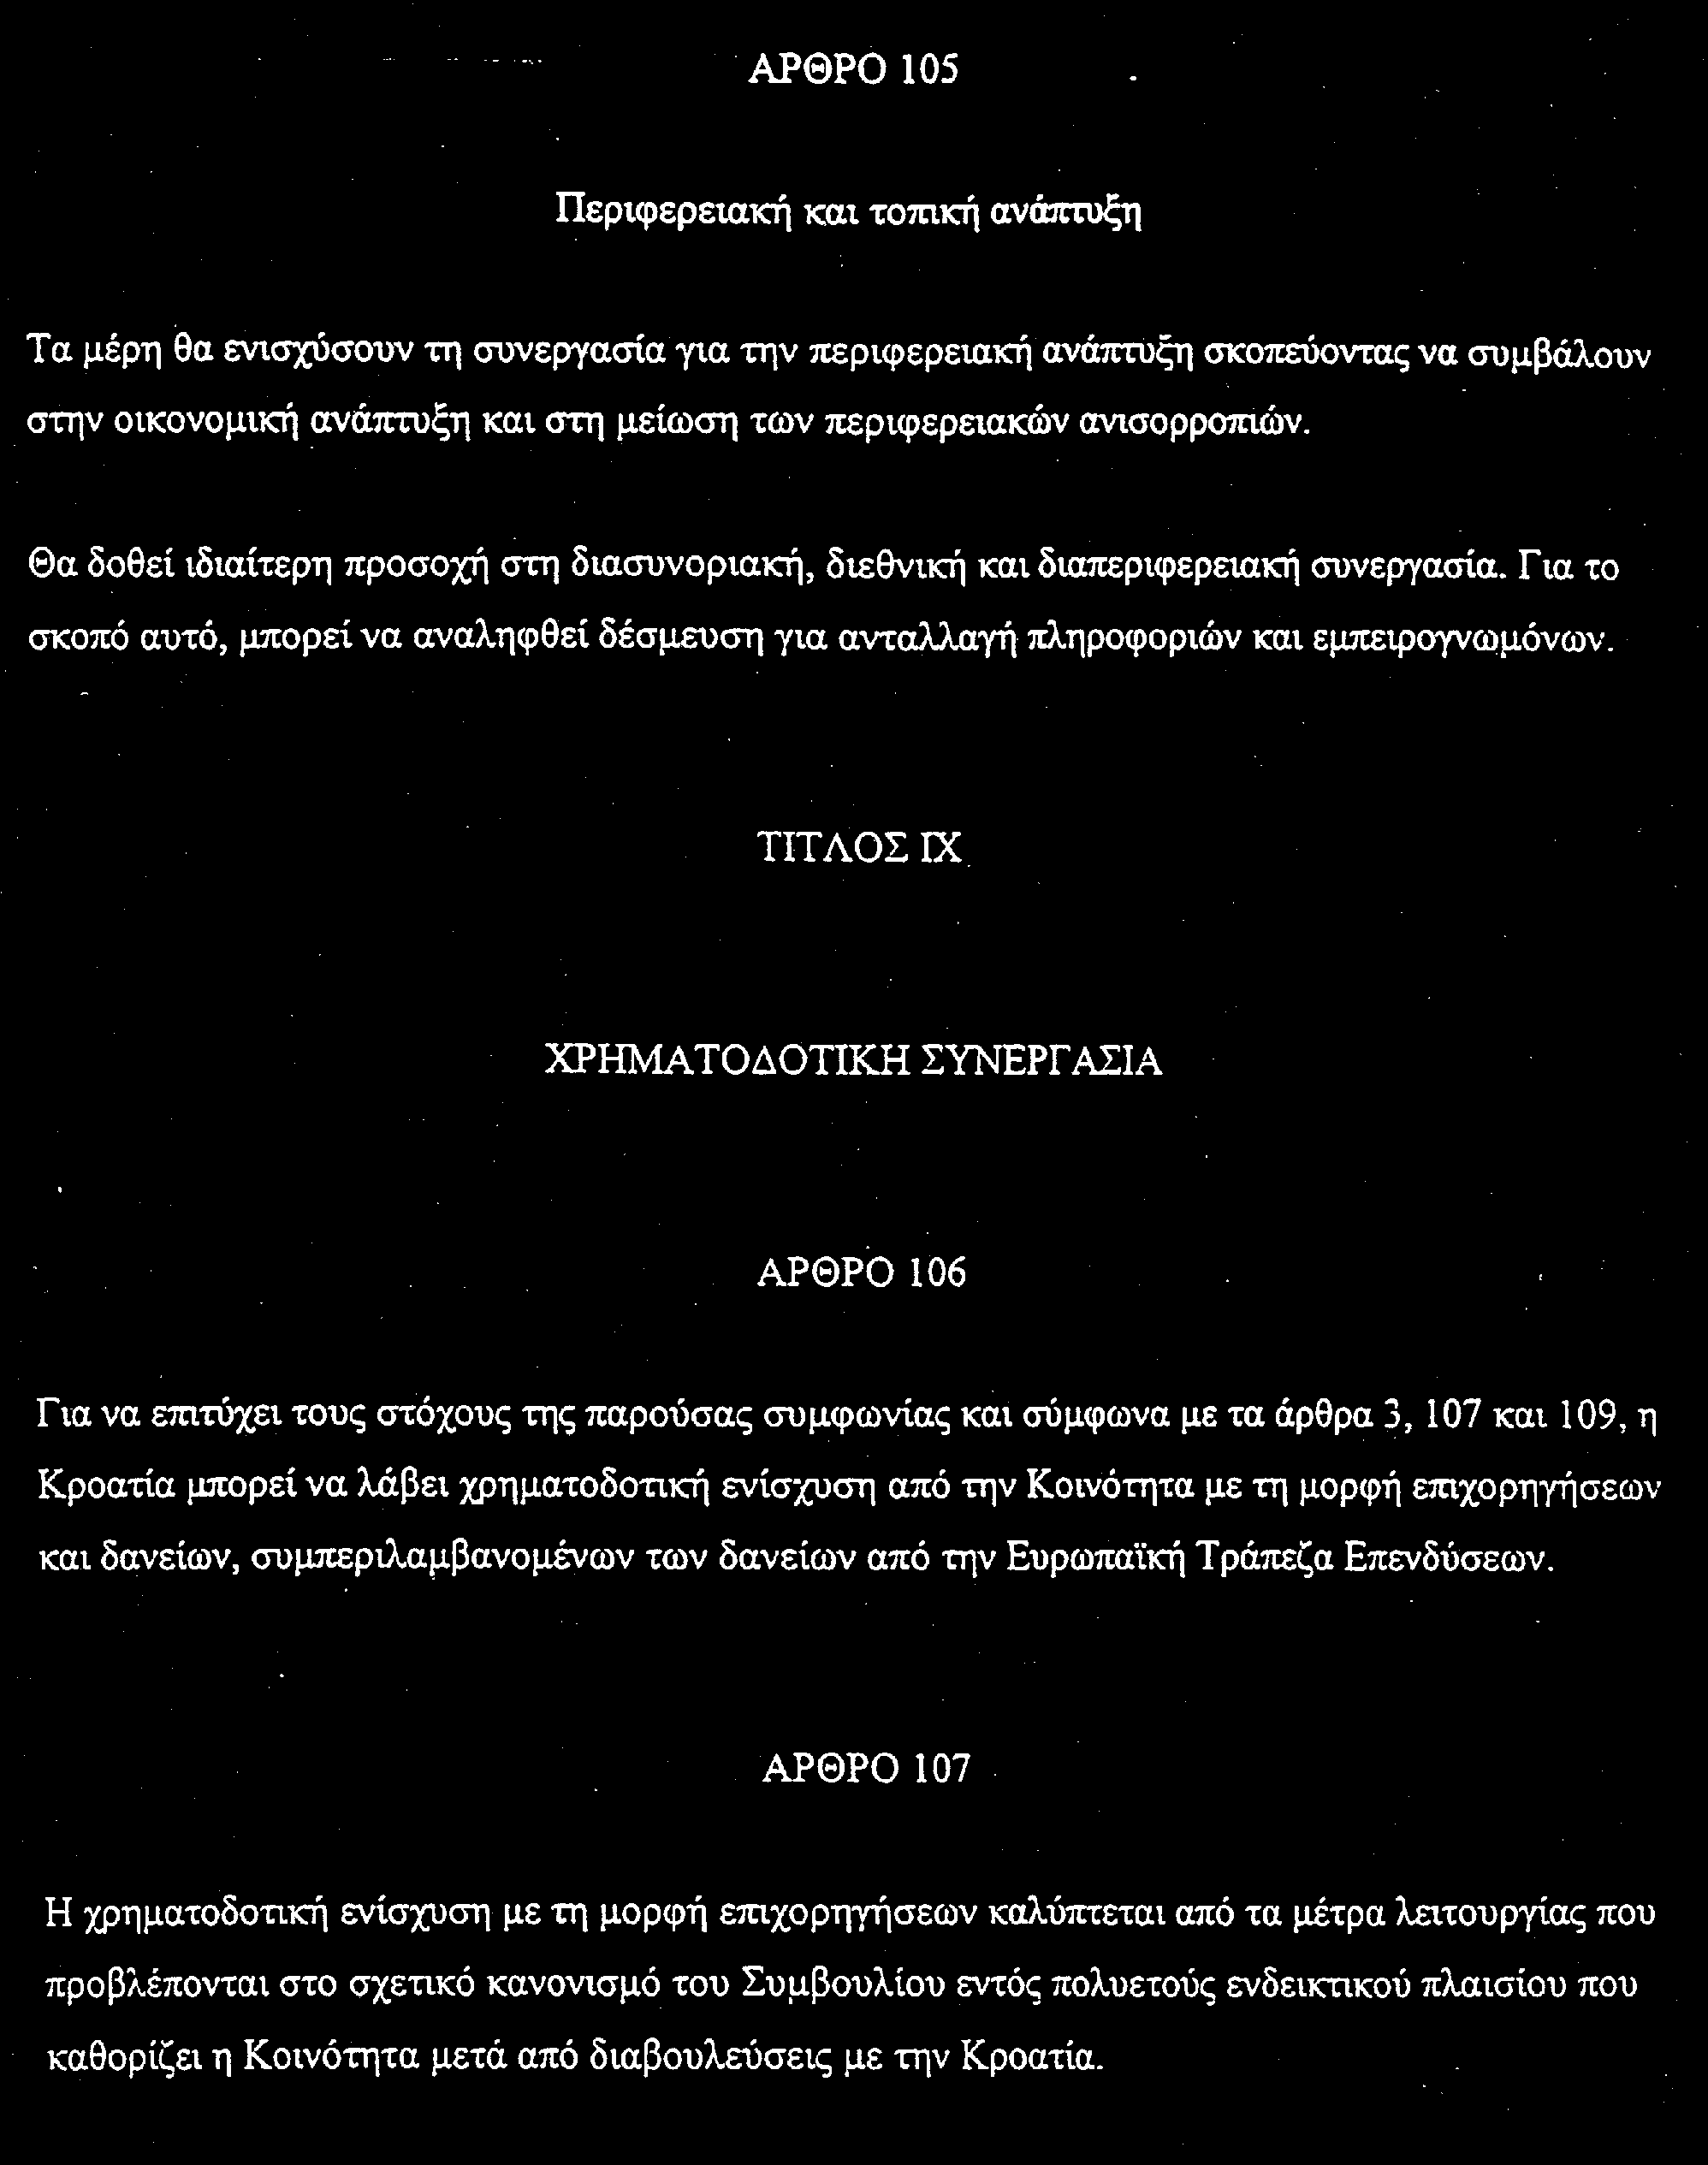 ΑΡΘΡΟ 105
Περιφερειακή και τοπική ανάπτυξη
Τα μέρη θα ενισχύσουν τη συνεργασία για την περιφερειακή ανάπτυξη σκοπεύοντας να συμβάλουν
στην οικονομική ανάπτυξη και στη μείωση των περιφερειακών ανισορροπιών.
Θα δοθεί ιδιαίτερη προσοχή στη διασυνοριακή, διεθνική και διαπεριφερειακή συνεργασία. Για το
σκοπό αυτό, μπορεί να αναληφθεί δέσμευση για ανταλλαγή πληροφοριών και εμπειρογνωμόνων.
ΤΙΤΛΟΣ IX
ΧΡΗΜΑΤΟΔΟΤΙΚΗ ΣΥΝΕΡΓΑΣΙΑ
ΑΡΘΡΟ 106
Για να επιτύχει τους στόχους της παρούσας συμφωνίας και σύμφωνα με τα άρθρα 3, 107 και 109, η
Κροατία μπορεί να λάβει χρηματοδοτική ενίσχυση από την Κοινότητα με τη μορφή επιχορηγήσεων
και δανείων, συμπεριλαμβανομένων των δανείων από την Ευρωπαϊκή Τράπεζα Επενδύσεων.
ΑΡΘΡΟ 107
Η χρηματοδοτική ενίσχυση με τη μορφή επιχορηγήσεων καλύπτεται από τα μέτρα λειτουργίας που
προβλέπονται στο σχετικό κανονισμό του Συμβουλίου εντός πολυετούς ενδεικτικού πλαισίου που
καθορίζει η Κοινότητα μετά από διαβουλεύσεις με την Κροατία.